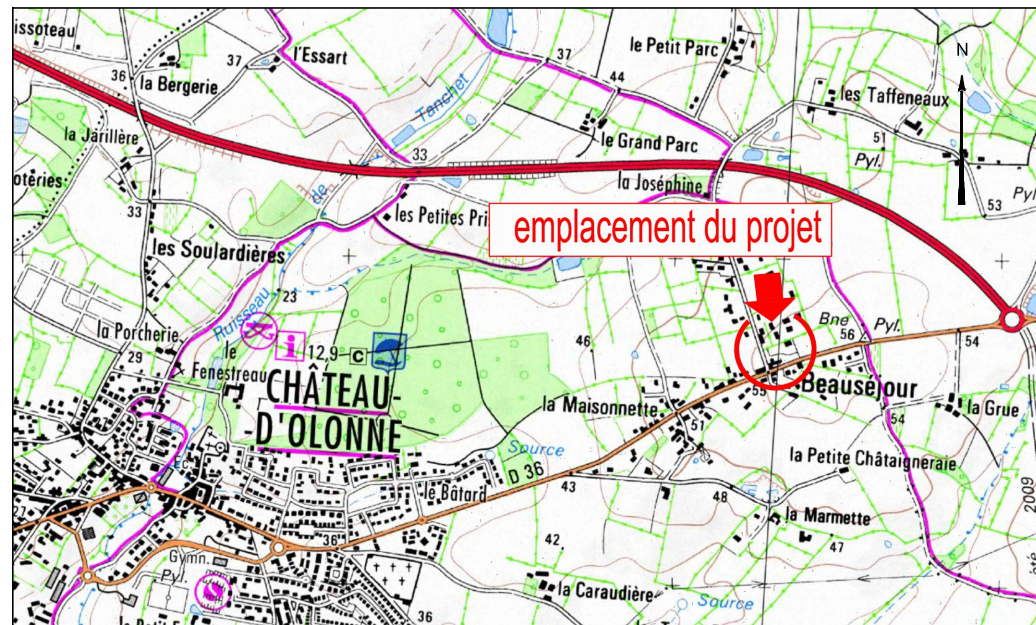 issoteau
l'Essart
37
36
la Bergerie
37
44
le Petit Parc
N
les Taffeneaux
51
Pyl.
Tanchet
la Jarillère
33
le Grand Parc
la Joséphine
Pyl
53
oteries
33
de
les Petites Pri
emplacement du projet
les Soulardières
23
Ruisseau
la Porcherie
29
le
Fenestreau
i
12,9
C
46
Bne
56
Pyl.
54
CHÂTEAU-
D'OLONNE
55
Beauséjour
la Maisonnette
51
54
la Grue
Source
D 36
la Petite Châtaigneraie
Ec.
le Bâtard
43
48
2009
27
la Marmette
36
42
47
Gymn.
Pyl.
la Caraudière
36
Source
été